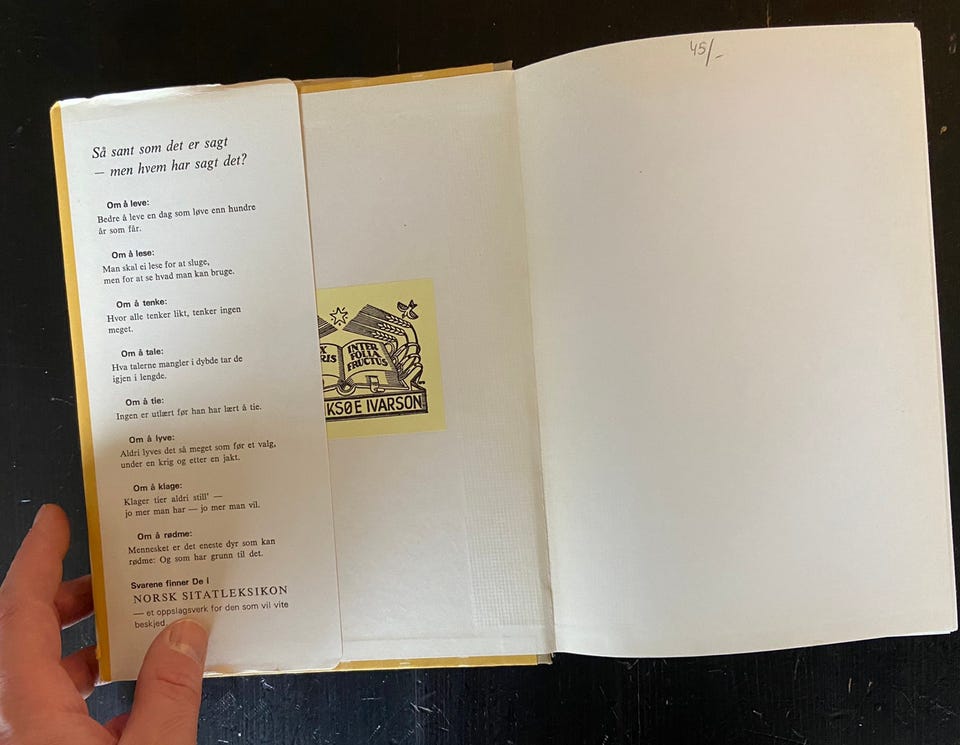 Så sant som det er sagt
— men hvem har sagt det?
Om å leve:
Bedre å leve en dag som løve enn hundre
år som får.
Om å lese:
Man skal ei lese for at sluge,
men for at se hvad man kan bruge.
Om å tenke:
Hvor alle tenker likt, tenker ingen
meget.
Om å tale:
Hva talerne mangler i dybde tar de
igjen i lengde.
Om å tie:
Ingen er utlært før han har lært å tie.
Om å lyve:
Aldri lyves det så meget som før et valg,
under en krig og etter en jakt.
Om å klage:
Klager tier aldri still' —
jo mer man har — jo mer man vil.
Om å rødme:
Mennesket er det eneste dyr som kan
rødme: Og som har grunn til det.
Svarene finner De i
NORSK SITATLEKSIKON
— et oppslagsverk for den som vil vite
beskjed
INTER
FOLIA
FRUCTUS
KSØE IVARSON
45/-